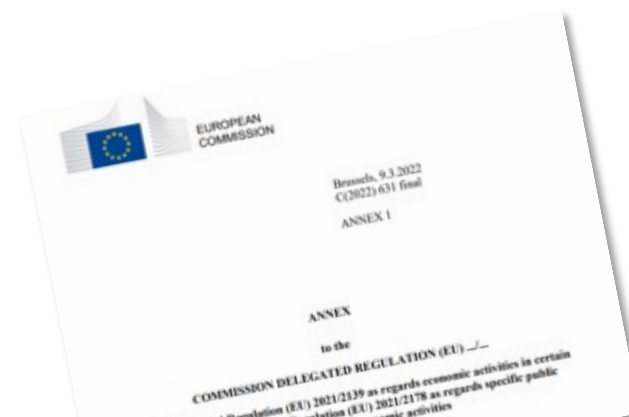 EUROPEAN
COMMISSION
Brussels, 9.3.2022
C(2022) 631 final
ANNEX 1
ANNEX
to the
COMMISSION DELEGATED REGULATION (EU) .../...
Regulation (EU) 2021/2139 as regards economic activities in certain
Regulation (EU) 2021/2178 as regards specific public
economic activities